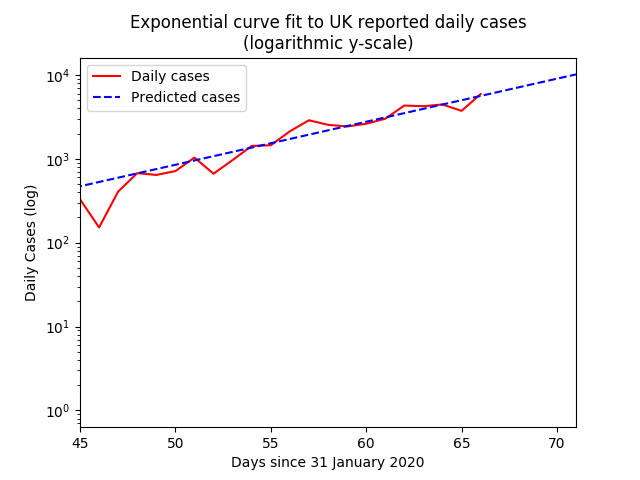 Exponential curve fit to UK reported daily cases
(logarithmic y-scale)
Daily cases
Predicted cases
10⁴
10³
10²
10¹
10⁰
Daily Cases (log)
45 50 55 60 65 70
Days since 31 January 2020